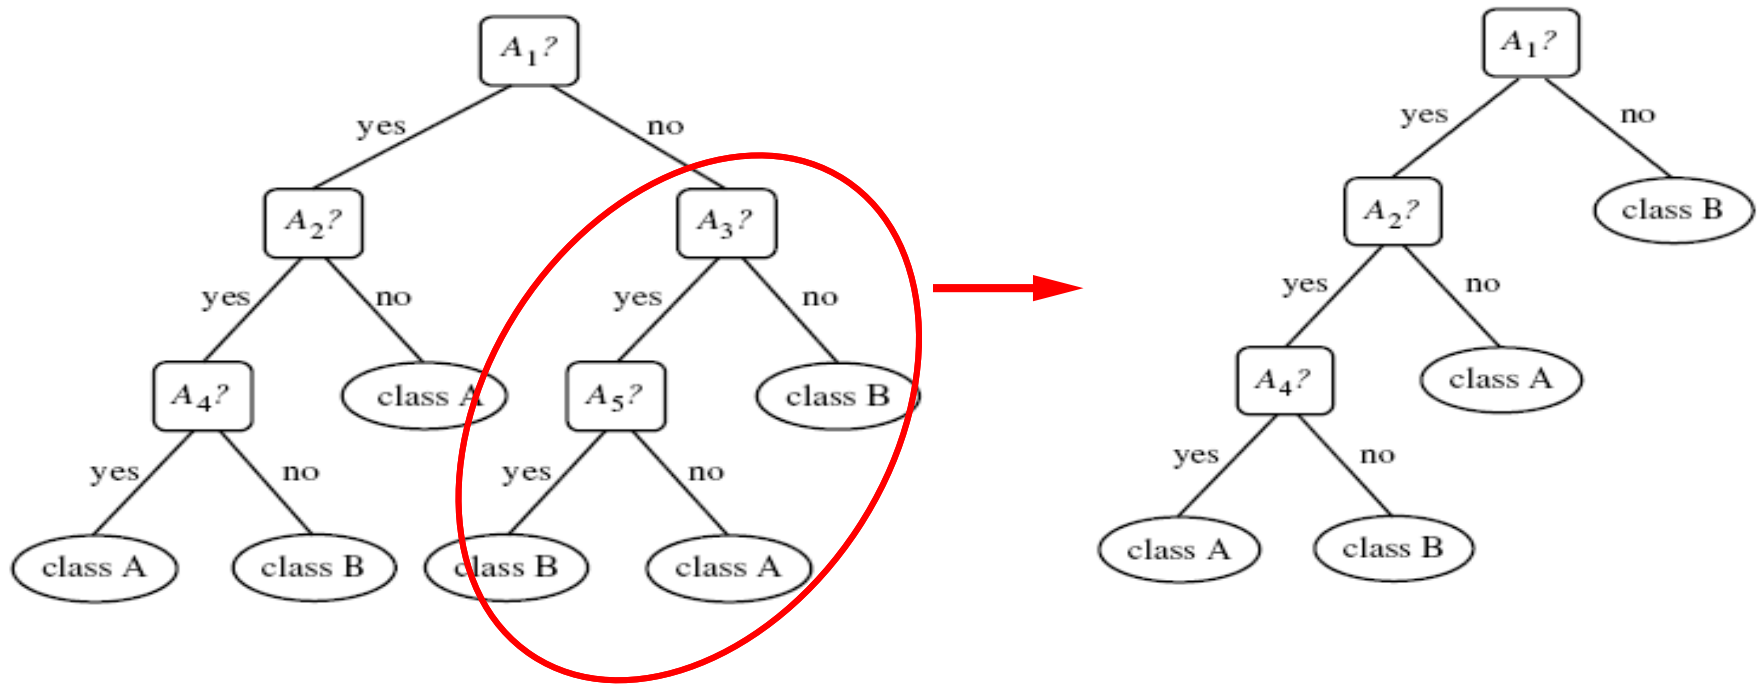 A1?
yes
no
A2?
A3?
yes
no
yes
no
A4?
class A
A5?
class B
yes
no
yes
no
class A
class B
class B
class A
A1?
yes
no
A2?
class B
yes
no
A4?
class A
yes
no
class A
class B